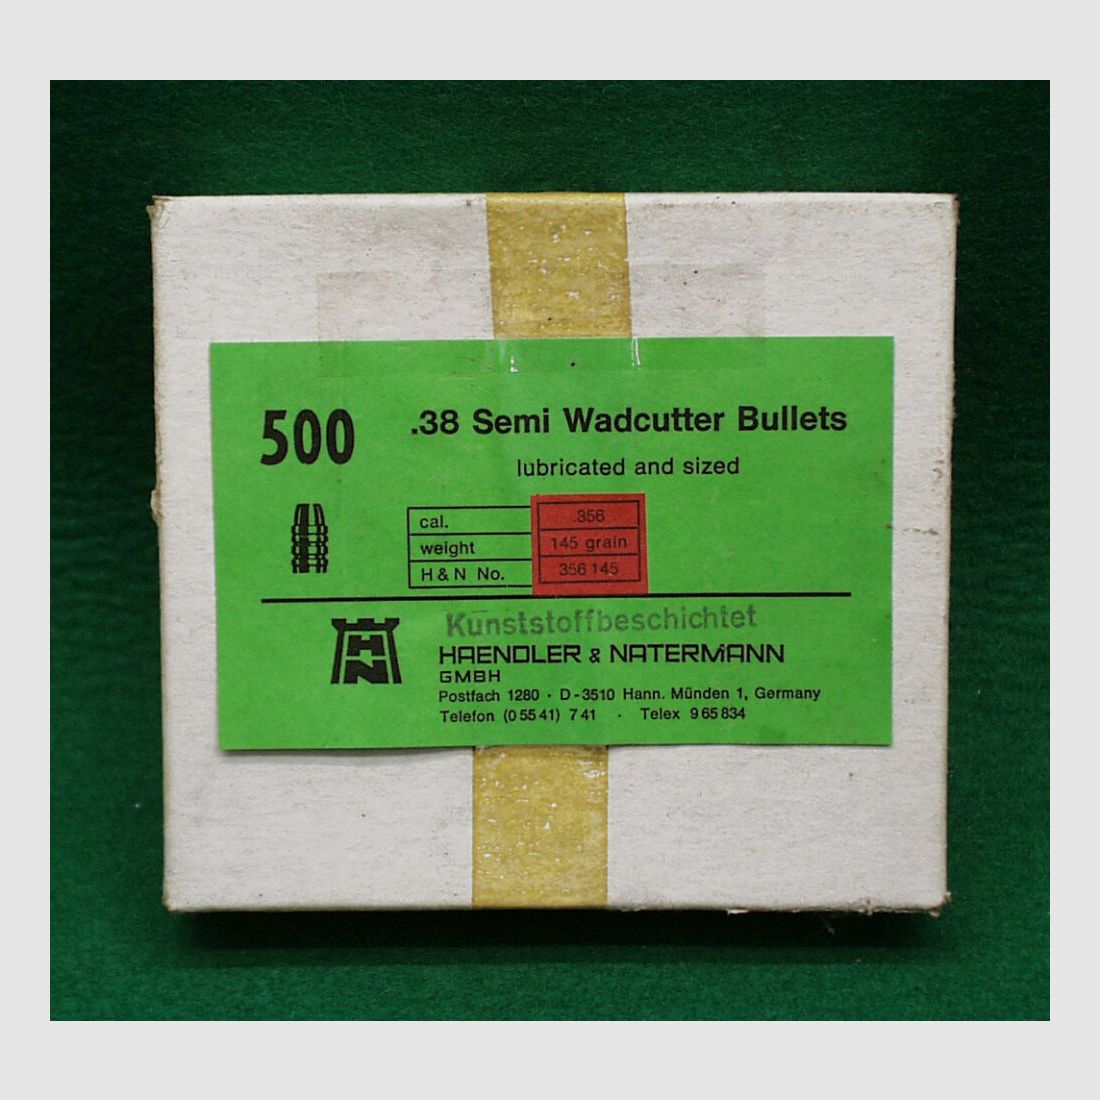 500
.38 Semi Wadcutter Bullets
lubricated and sized
cal. .356
weight 145 grain
H & N No. 356 145
HN
Kunststoffbeschichtet
HAENDLER & NATERMANN
GMBH
Postfach 1280 · D-3510 Hann. Münden 1, Germany
Telefon (0 55 41) 7 41 · Telex 9 65 834